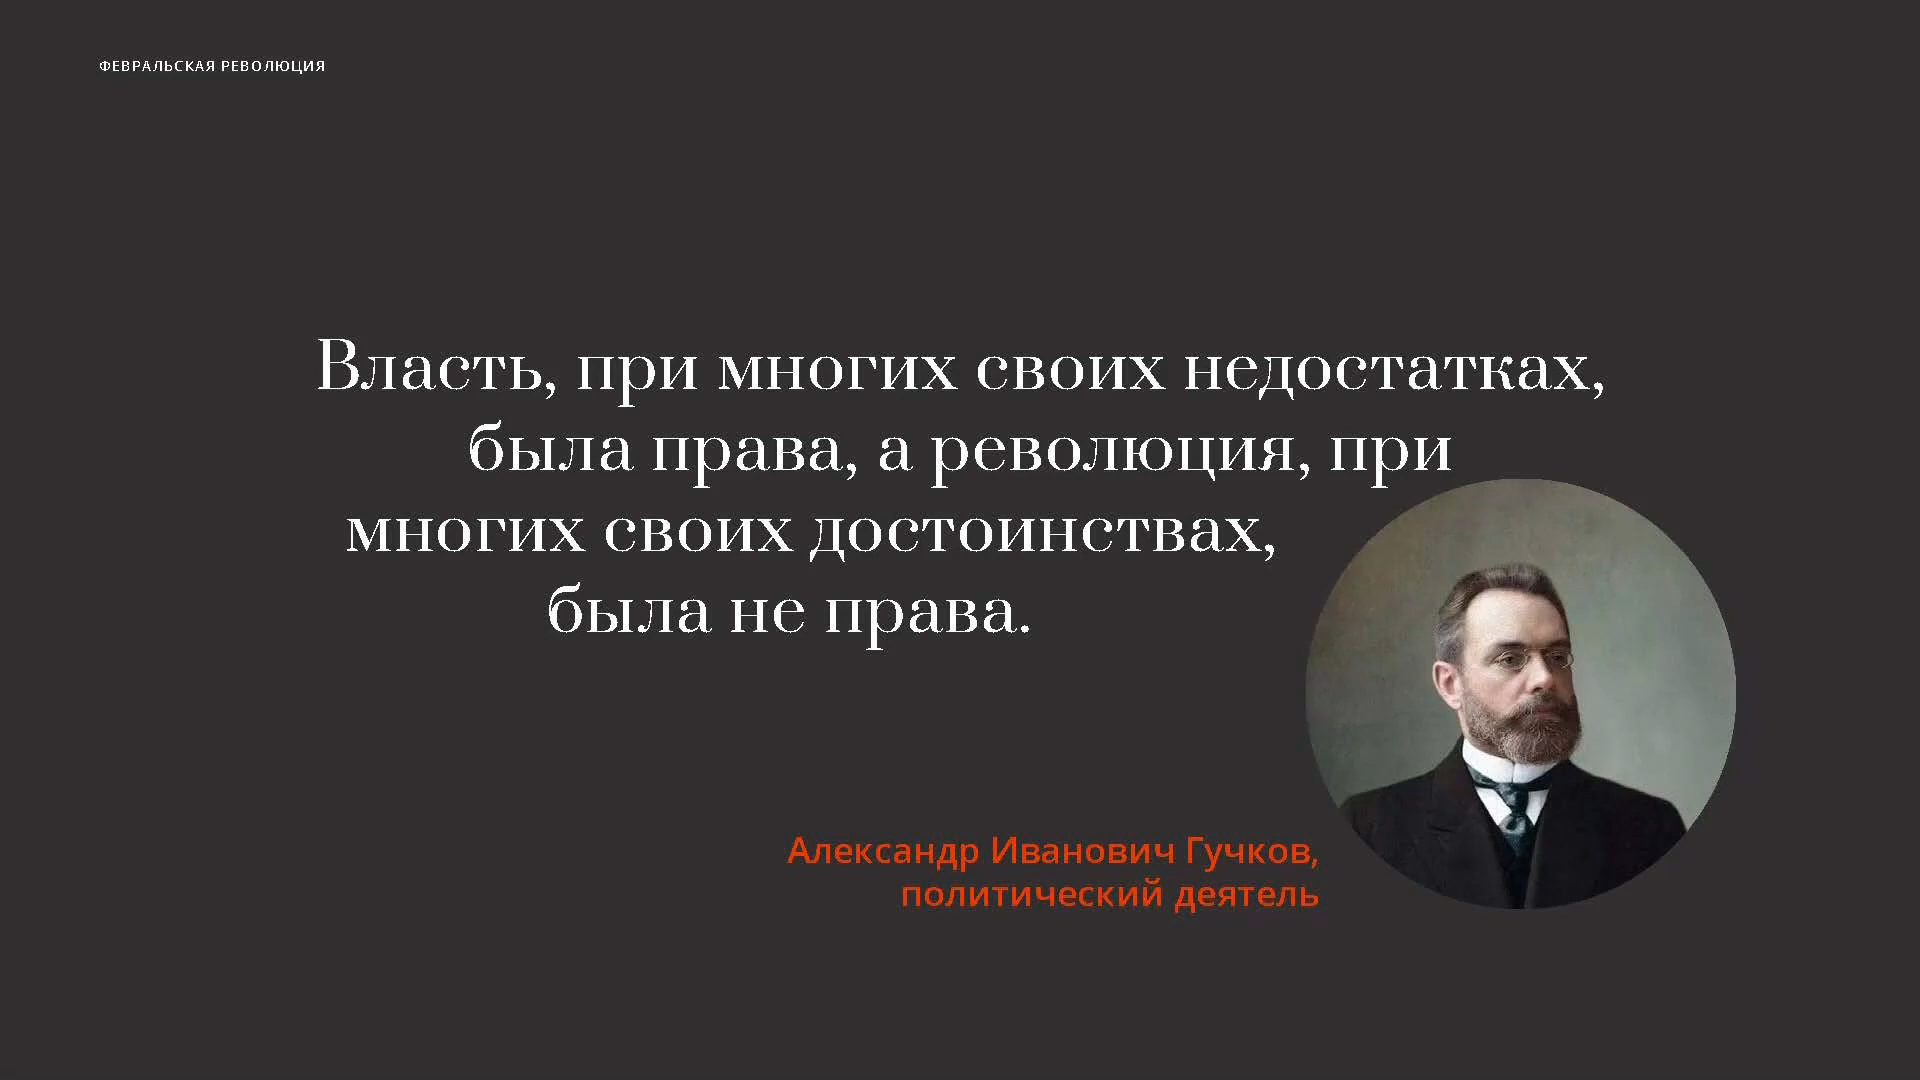 ФЕВРАЛЬСКАЯ РЕВОЛЮЦИЯ
Власть, при многих своих недостатках,
была права, а революция, при
многих своих достоинствах,
была не права.
Александр Иванович Гучков,
политический деятель